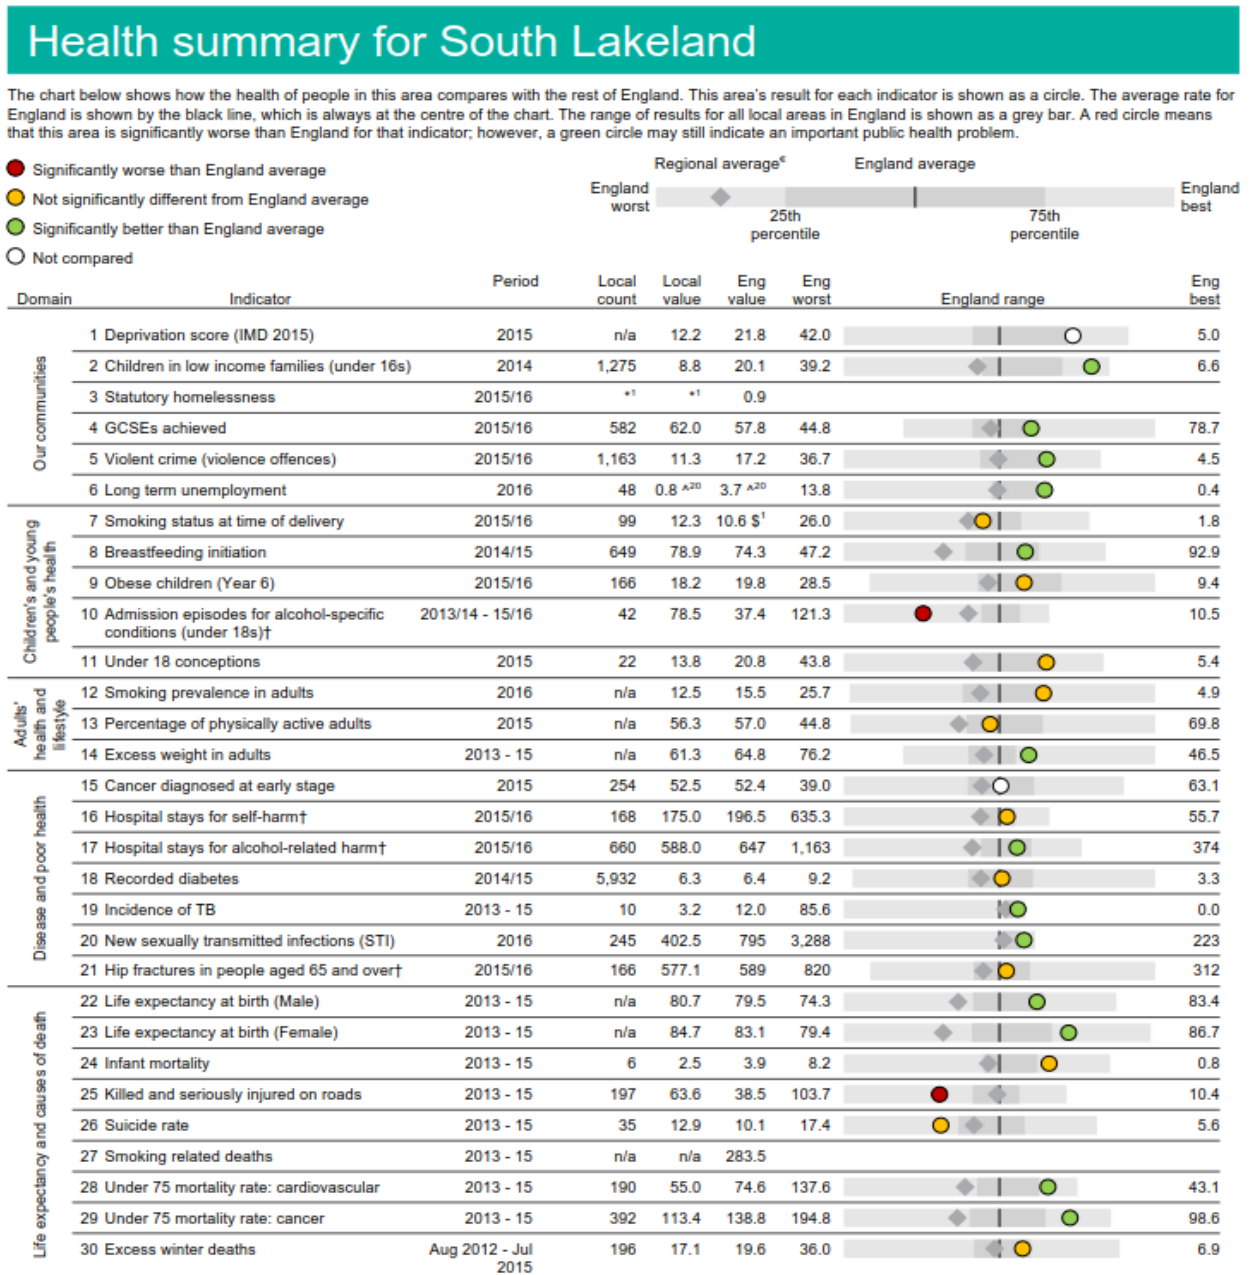 Health summary for South Lakeland
The chart below shows how the health of people in this area compares with the rest of England. This area's result for each indicator is shown as a circle. The average rate for
England is shown by the black line, which is always at the centre of the chart. The range of results for all local areas in England is shown as a grey bar. A red circle means
that this area is significantly worse than England for that indicator; however, a green circle may still indicate an important public health problem.
Significantly worse than England average
Not significantly different from England average
Significantly better than England average
Not compared
Regional average€ England average
England worst England best
25th percentile 75th percentile
Domain Indicator Period Local count Local value Eng value Eng worst England range Eng best
Our communities
1 Deprivation score (IMD 2015) 2015 n/a 12.2 21.8 42.0 5.0
2 Children in low income families (under 16s) 2014 1,275 8.8 20.1 39.2 6.6
3 Statutory homelessness 2015/16 *¹ *¹ 0.9
4 GCSEs achieved 2015/16 582 62.0 57.8 44.8 78.7
5 Violent crime (violence offences) 2015/16 1,163 11.3 17.2 36.7 4.5
6 Long term unemployment 2016 48 0.8 ^²⁰ 3.7 ^²⁰ 13.8 0.4
Children's and young people's health
7 Smoking status at time of delivery 2015/16 99 12.3 10.6 $¹ 26.0 1.8
8 Breastfeeding initiation 2014/15 649 78.9 74.3 47.2 92.9
9 Obese children (Year 6) 2015/16 166 18.2 19.8 28.5 9.4
10 Admission episodes for alcohol-specific 2013/14 - 15/16 42 78.5 37.4 121.3 10.5
conditions (under 18s)†
11 Under 18 conceptions 2015 22 13.8 20.8 43.8 5.4
Adults' health and lifestyle
12 Smoking prevalence in adults 2016 n/a 12.5 15.5 25.7 4.9
13 Percentage of physically active adults 2015 n/a 56.3 57.0 44.8 69.8
14 Excess weight in adults 2013 - 15 n/a 61.3 64.8 76.2 46.5
Disease and poor health
15 Cancer diagnosed at early stage 2015 254 52.5 52.4 39.0 63.1
16 Hospital stays for self-harm† 2015/16 168 175.0 196.5 635.3 55.7
17 Hospital stays for alcohol-related harm† 2015/16 660 588.0 647 1,163 374
18 Recorded diabetes 2014/15 5,932 6.3 6.4 9.2 3.3
19 Incidence of TB 2013 - 15 10 3.2 12.0 85.6 0.0
20 New sexually transmitted infections (STI) 2016 245 402.5 795 3,288 223
21 Hip fractures in people aged 65 and over† 2015/16 166 577.1 589 820 312
Life expectancy and causes of death
22 Life expectancy at birth (Male) 2013 - 15 n/a 80.7 79.5 74.3 83.4
23 Life expectancy at birth (Female) 2013 - 15 n/a 84.7 83.1 79.4 86.7
24 Infant mortality 2013 - 15 6 2.5 3.9 8.2 0.8
25 Killed and seriously injured on roads 2013 - 15 197 63.6 38.5 103.7 10.4
26 Suicide rate 2013 - 15 35 12.9 10.1 17.4 5.6
27 Smoking related deaths 2013 - 15 n/a n/a 283.5
28 Under 75 mortality rate: cardiovascular 2013 - 15 190 55.0 74.6 137.6 43.1
29 Under 75 mortality rate: cancer 2013 - 15 392 113.4 138.8 194.8 98.6
30 Excess winter deaths Aug 2012 - Jul 2015 196 17.1 19.6 36.0 6.9